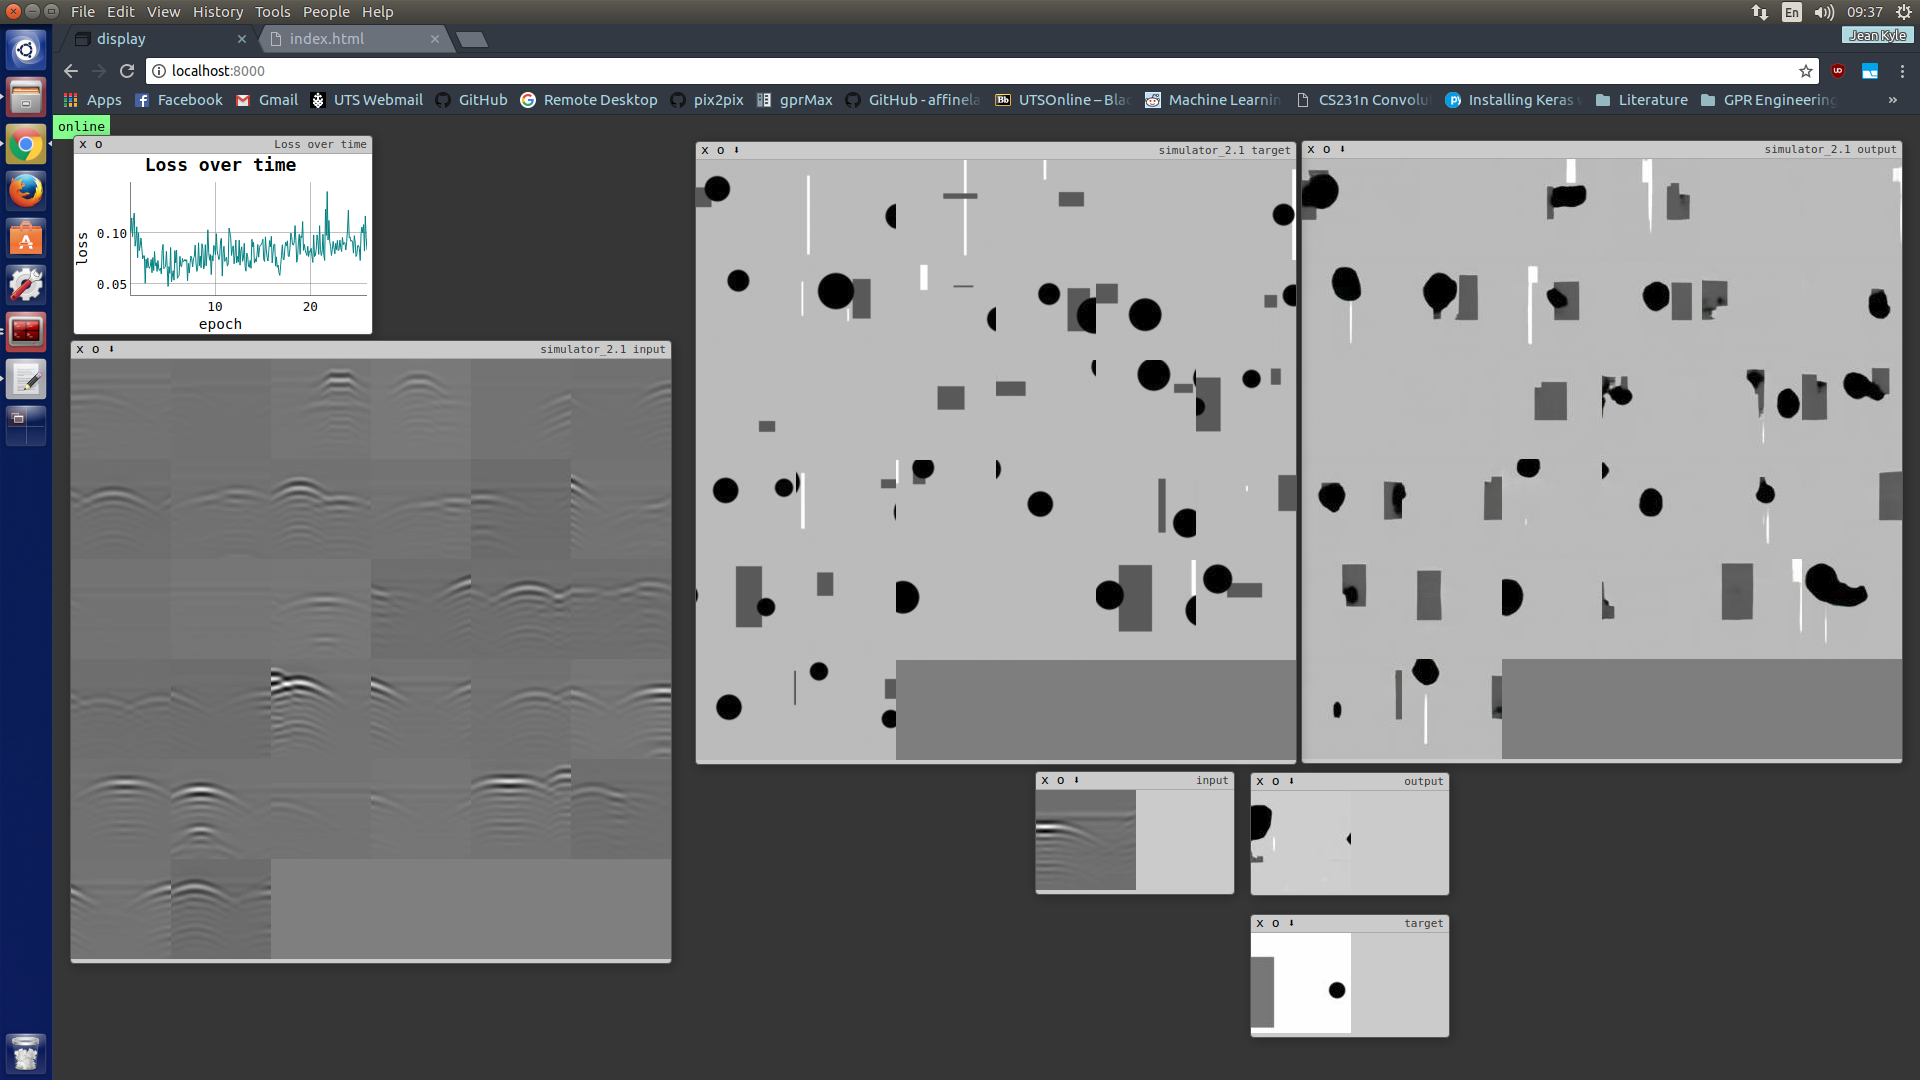 File Edit View History Tools People Help
En 09:37
display
index.html
Jean Kyle
localhost:8000
Apps Facebook Gmail UTS Webmail GitHub Remote Desktop pix2pix gprMax GitHub - affinela UTSOnline – Blac Machine Learnin CS231n Convolu Installing Keras Literature GPR Engineering »
online
x o Loss over time
Loss over time
loss
0.10
0.05
10 20
epoch
x o simulator_2.1 input
x o simulator_2.1 target
x o simulator_2.1 output
x o input
x o output
x o target